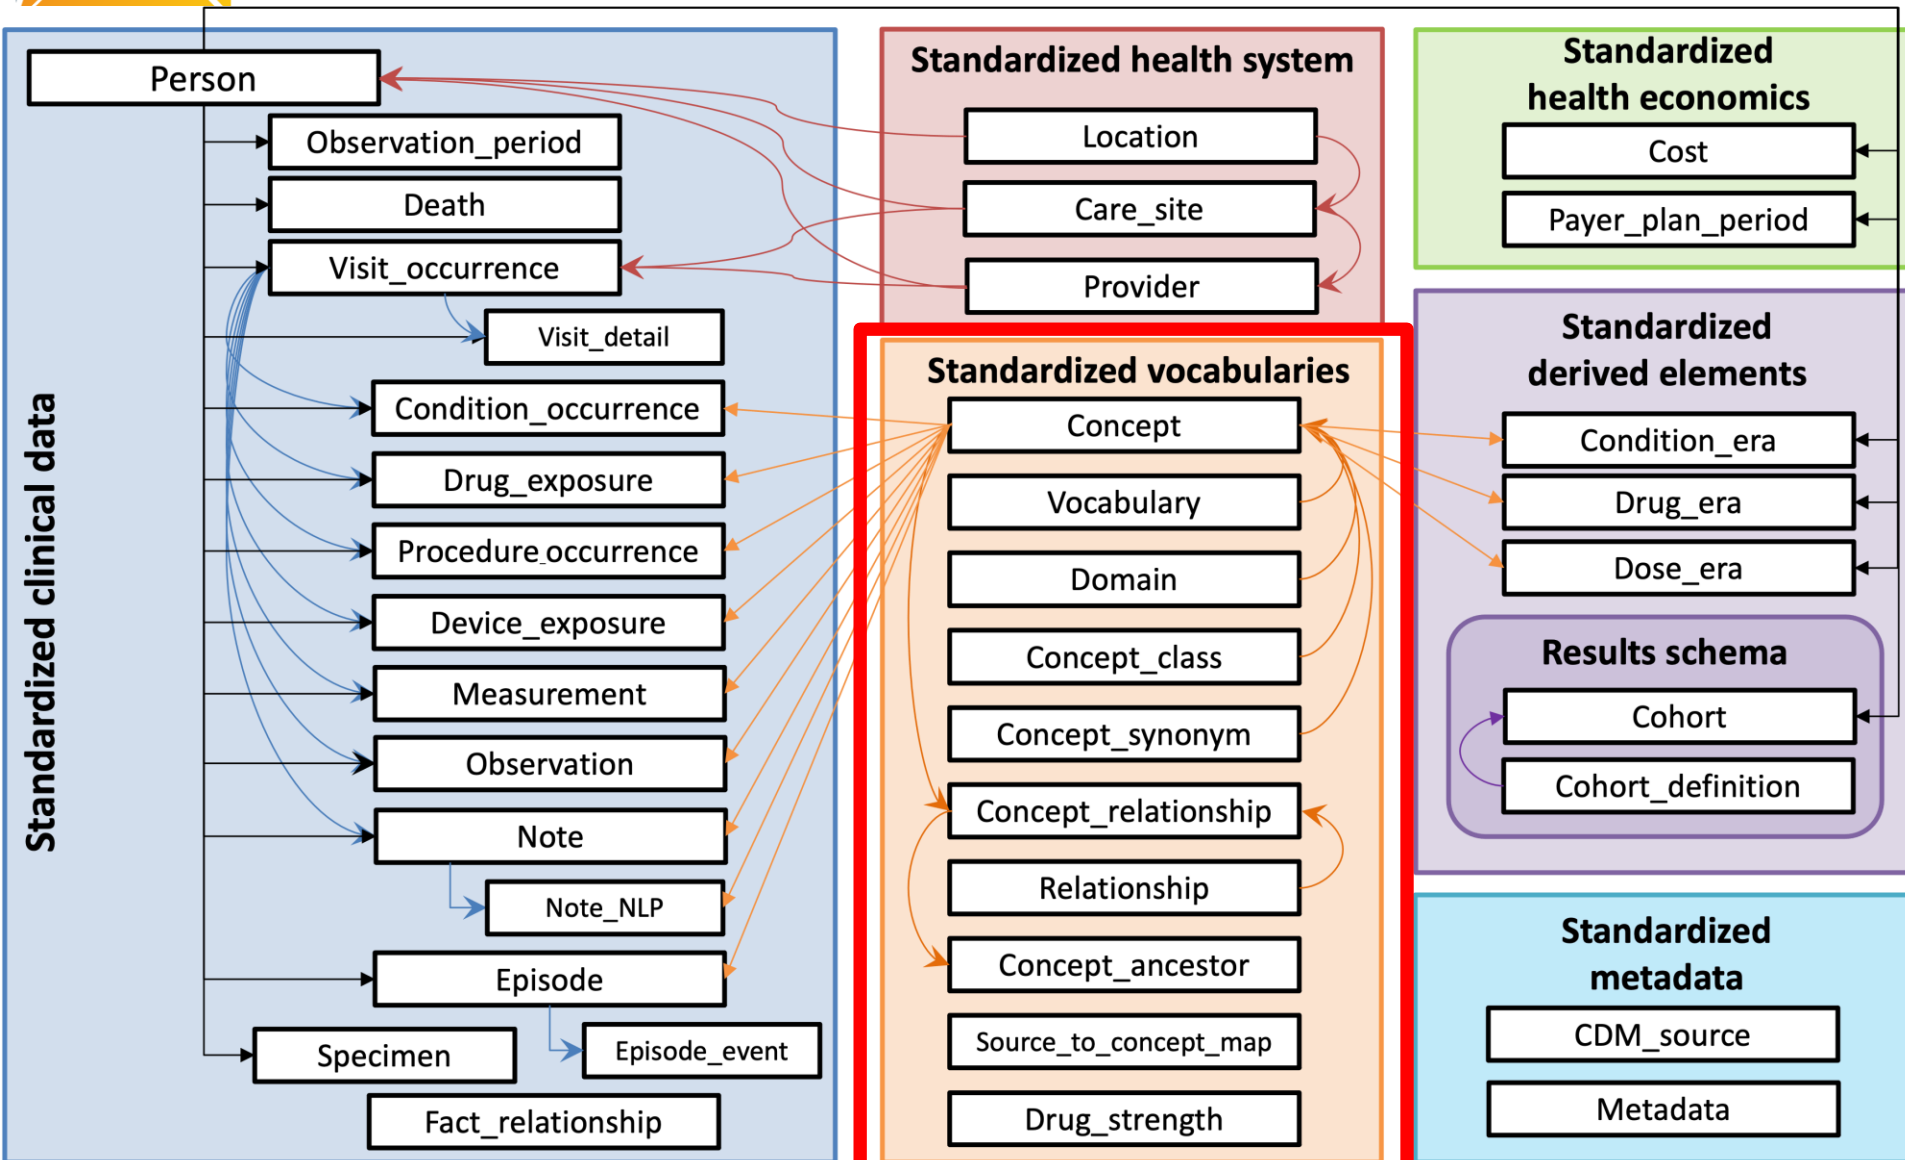 Standardized clinical data
Person
Observation_period
Death
Visit_occurrence
Visit_detail
Condition_occurrence
Drug_exposure
Procedure_occurrence
Device_exposure
Measurement
Observation
Note
Note_NLP
Episode
Specimen
Episode_event
Fact_relationship
Standardized health system
Location
Care_site
Provider
Standardized vocabularies
Concept
Vocabulary
Domain
Concept_class
Concept_synonym
Concept_relationship
Relationship
Concept_ancestor
Source_to_concept_map
Drug_strength
Standardized
health economics
Cost
Payer_plan_period
Standardized
derived elements
Condition_era
Drug_era
Dose_era
Results schema
Cohort
Cohort_definition
Standardized
metadata
CDM_source
Metadata